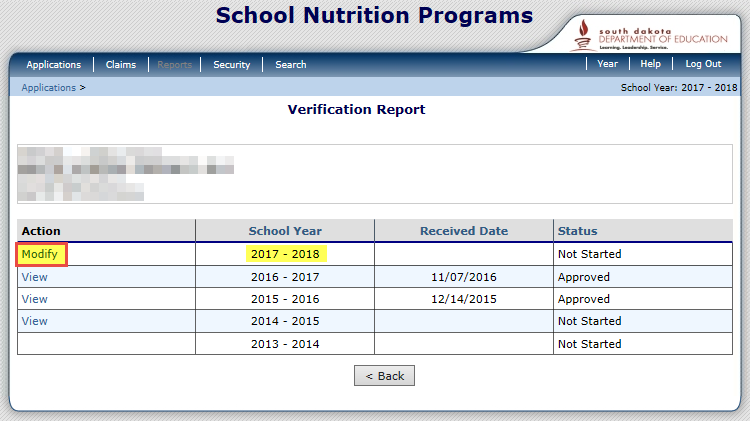 School Nutrition Programs
south dakota
DEPARTMENT OF EDUCATION
Learning. Leadership. Service.
Applications Claims Reports Security Search Year Help Log Out
Applications > School Year: 2017 - 2018
Verification Report
Action School Year Received Date Status
Modify 2017 - 2018 Not Started
View 2016 - 2017 11/07/2016 Approved
View 2015 - 2016 12/14/2015 Approved
View 2014 - 2015 Not Started
2013 - 2014 Not Started
< Back